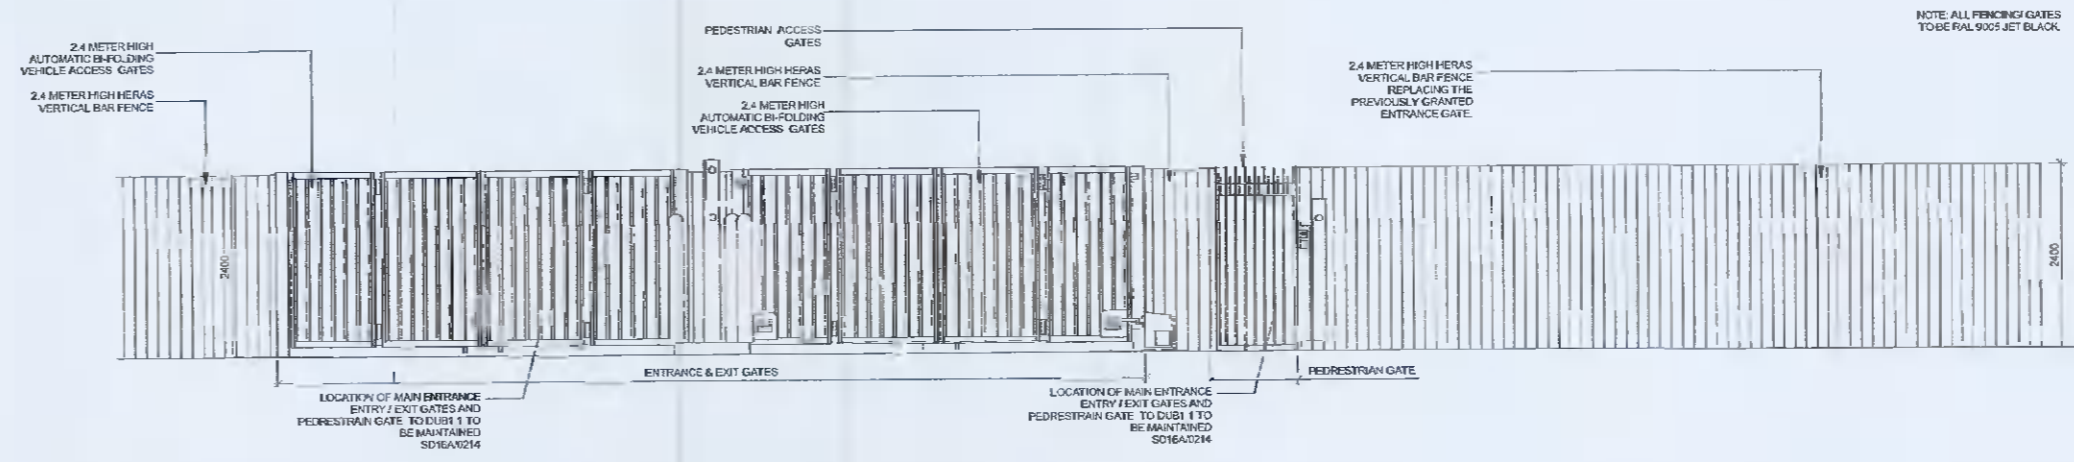 NOTE: ALL FENCING/ GATES
TO BE RAL 9005 JET BLACK.
2.4 METER HIGH
AUTOMATIC BI-FOLDING
VEHICLE ACCESS GATES
2.4 METER HIGH HERAS
VERTICAL BAR FENCE
PEDESTRIAN ACCESS
GATES
2.4 METER HIGH HERAS
VERTICAL BAR FENCE
2.4 METER HIGH
AUTOMATIC BI-FOLDING
VEHICLE ACCESS GATES
2.4 METER HIGH HERAS
VERTICAL BAR FENCE
REPLACING THE
PREVIOUSLY GRANTED
ENTRANCE GATE.
2400
2400
ENTRANCE & EXIT GATES
PEDRESTRIAN GATE
LOCATION OF MAIN ENTRANCE
ENTRY / EXIT GATES AND
PEDRESTRAIN GATE TO DUB1 1 TO
BE MAINTAINED
SD16A/0214
LOCATION OF MAIN ENTRANCE
ENTRY / EXIT GATES AND
PEDRESTRAIN GATE TO DUB1 1 TO
BE MAINTAINED
SD16A/0214